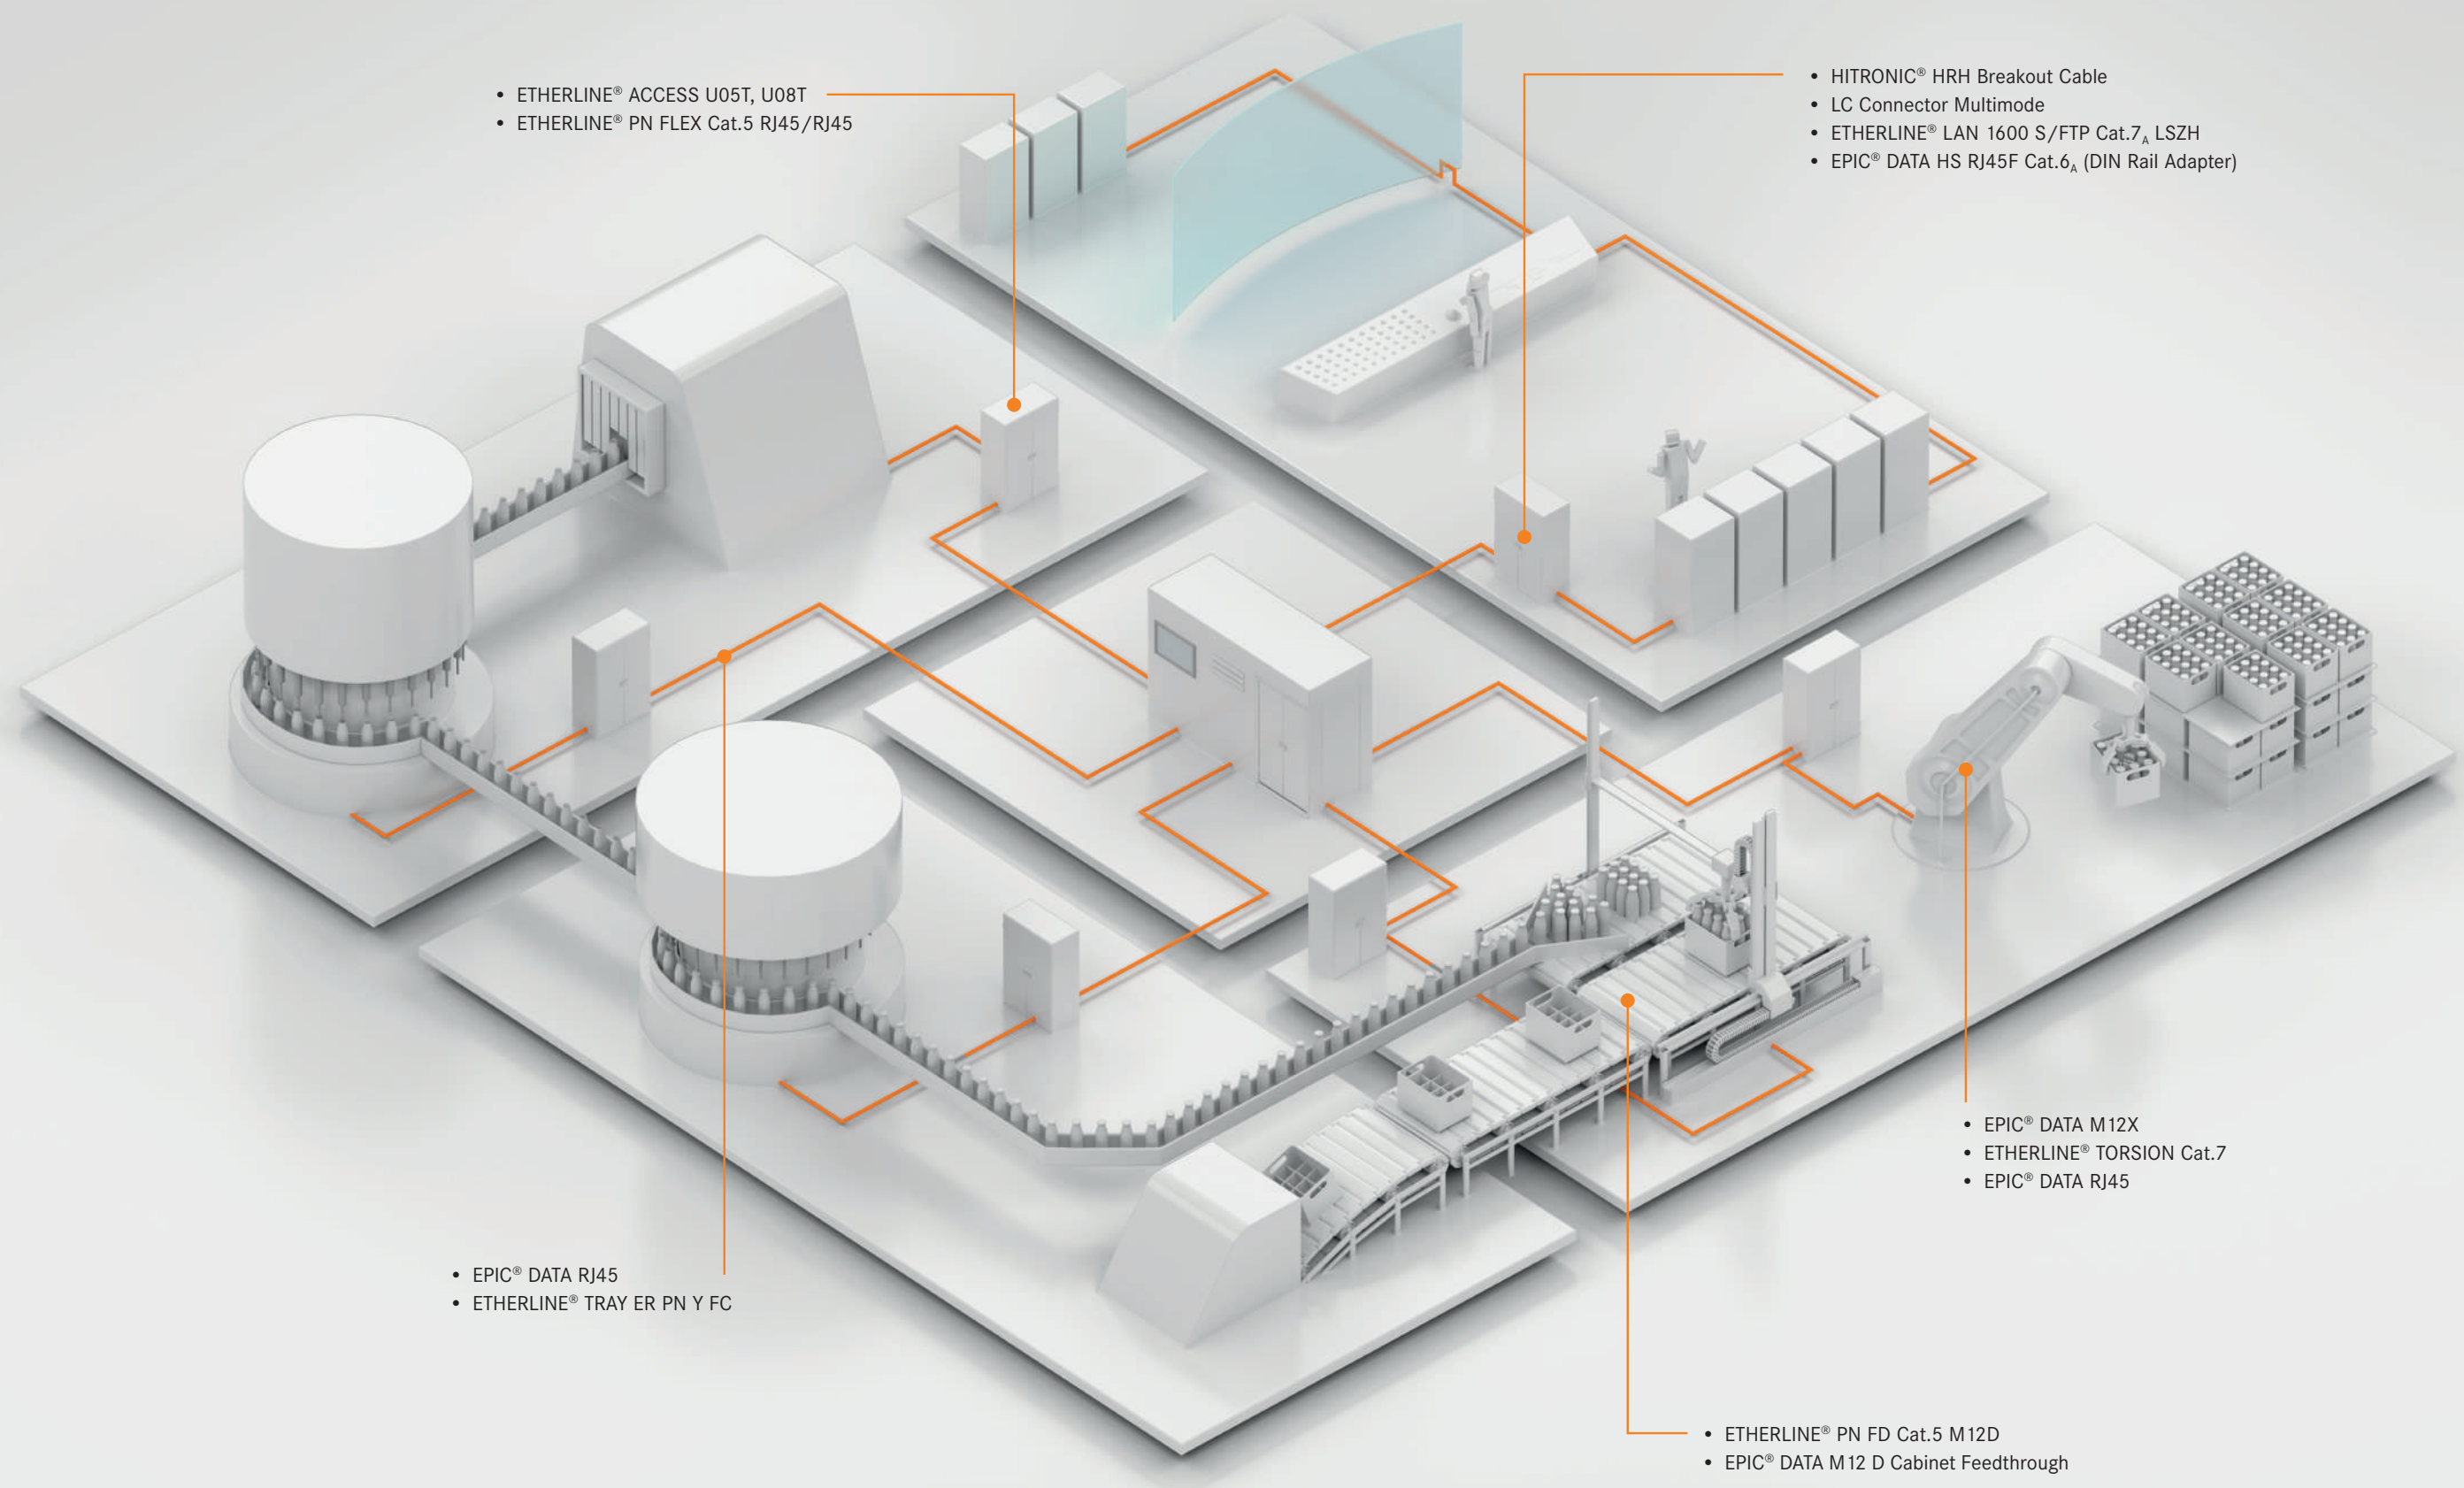 • ETHERLINE® ACCESS U05T, U08T
• ETHERLINE® PN FLEX Cat.5 RJ45/RJ45
• HITRONIC® HRH Breakout Cable
• LC Connector Multimode
• ETHERLINE® LAN 1600 S/FTP Cat.7A LSZH
• EPIC® DATA HS RJ45F Cat.6A (DIN Rail Adapter)
• EPIC® DATA M12X
• ETHERLINE® TORSION Cat.7
• EPIC® DATA RJ45
• EPIC® DATA RJ45
• ETHERLINE® TRAY ER PN Y FC
• ETHERLINE® PN FD Cat.5 M12D
• EPIC® DATA M12 D Cabinet Feedthrough